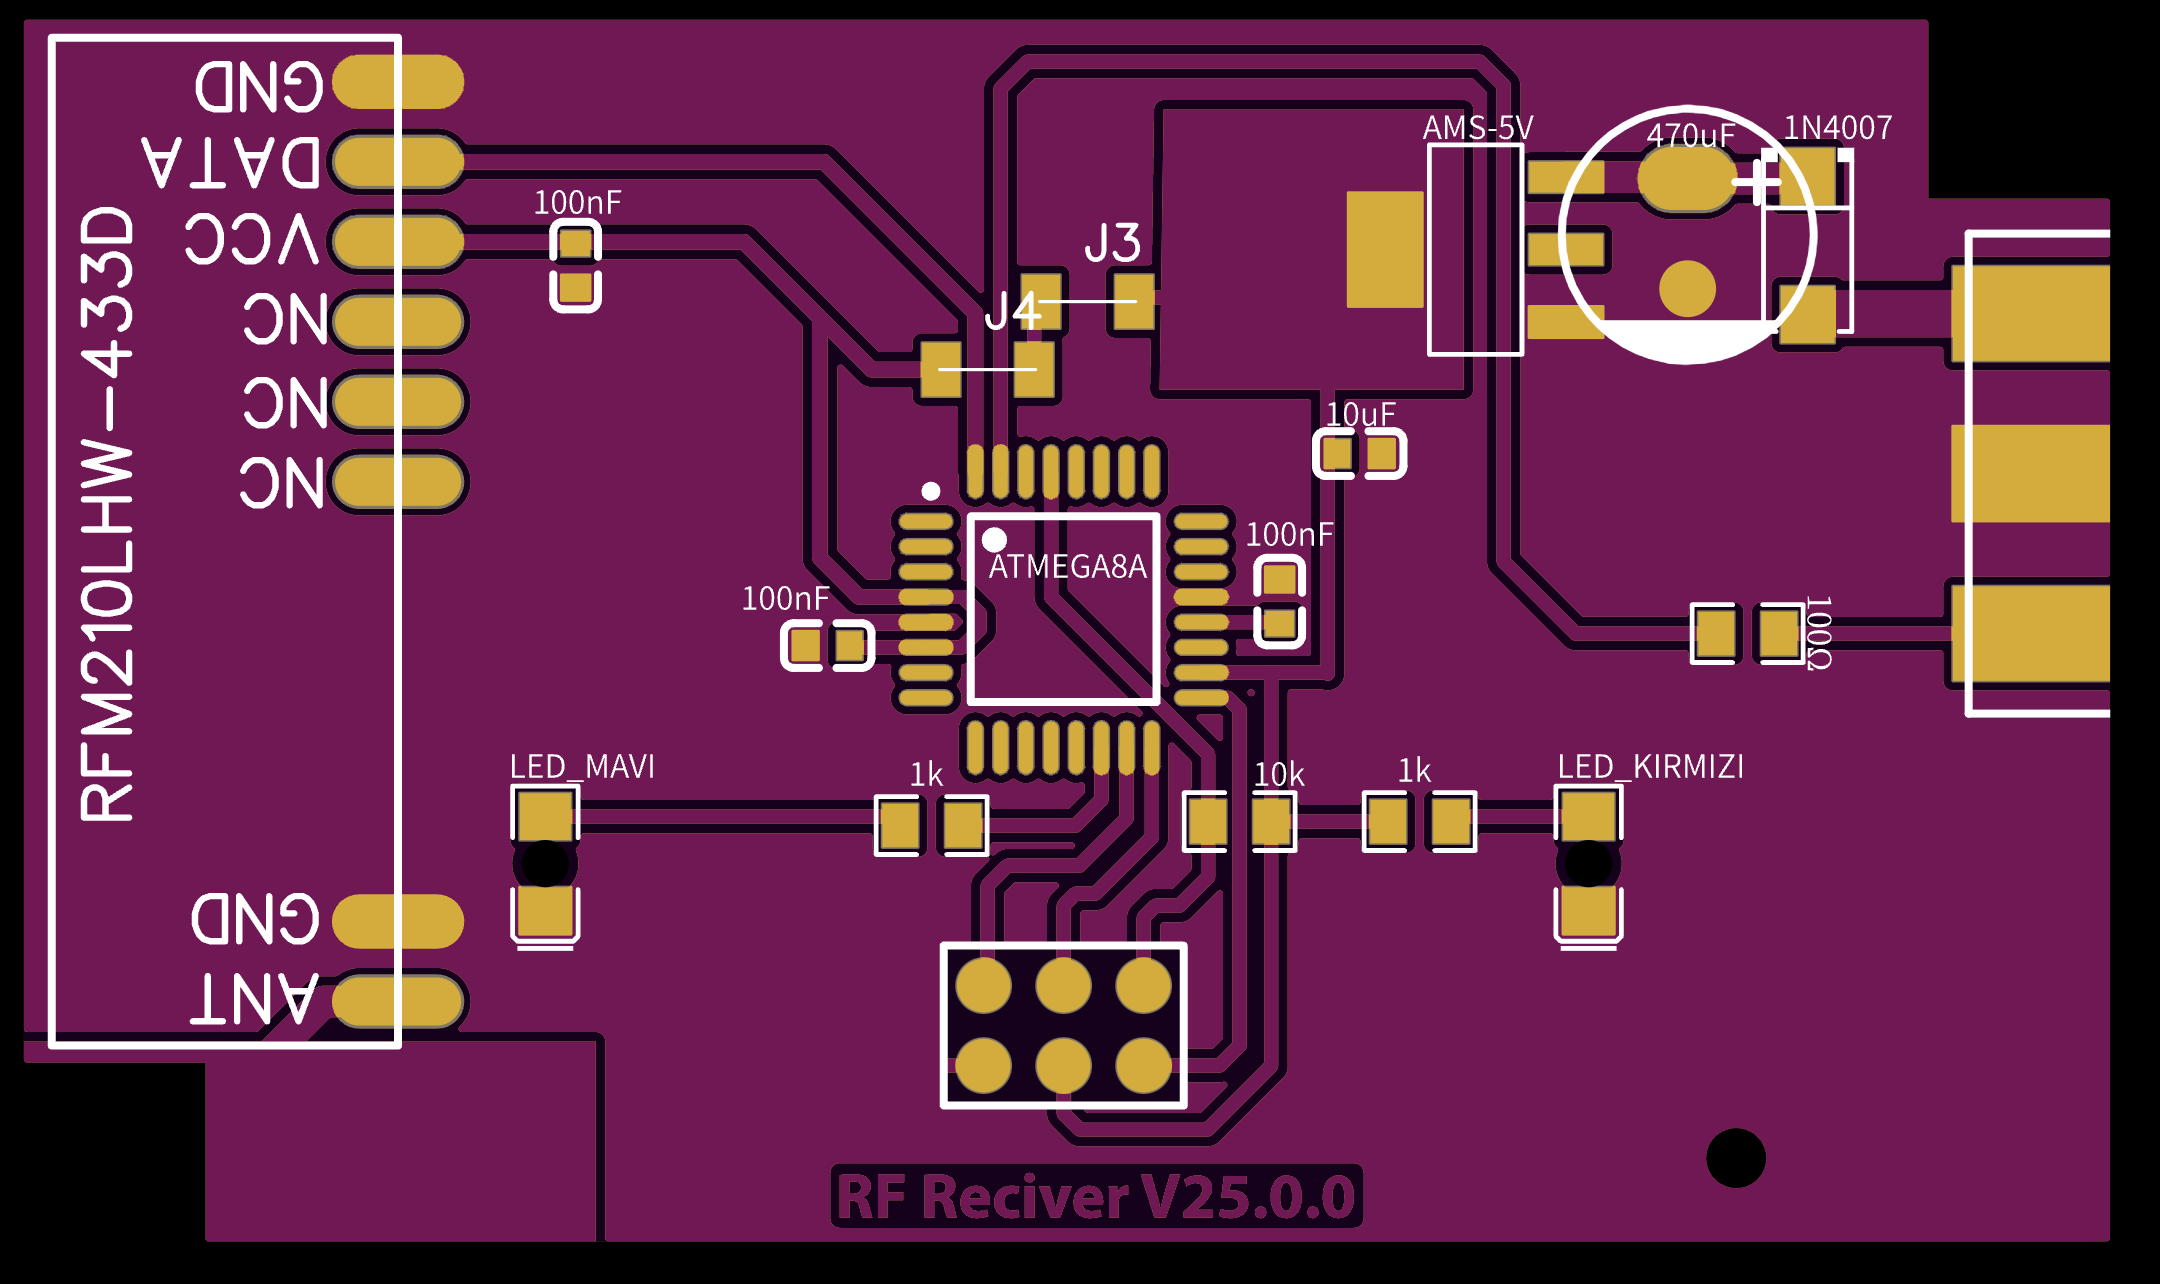 GND
DATA
VCC
NC
NC
NC
GND
ANT
RFM210LHW-433D
100nF
J3
J4
AMS-5V
470uF
+
1N4007
10uF
100nF
ATMEGA8A
100nF
100Ω
LED_MAVI
1k
10k
1k
LED_KIRMIZI
RF Reciver V25.0.0